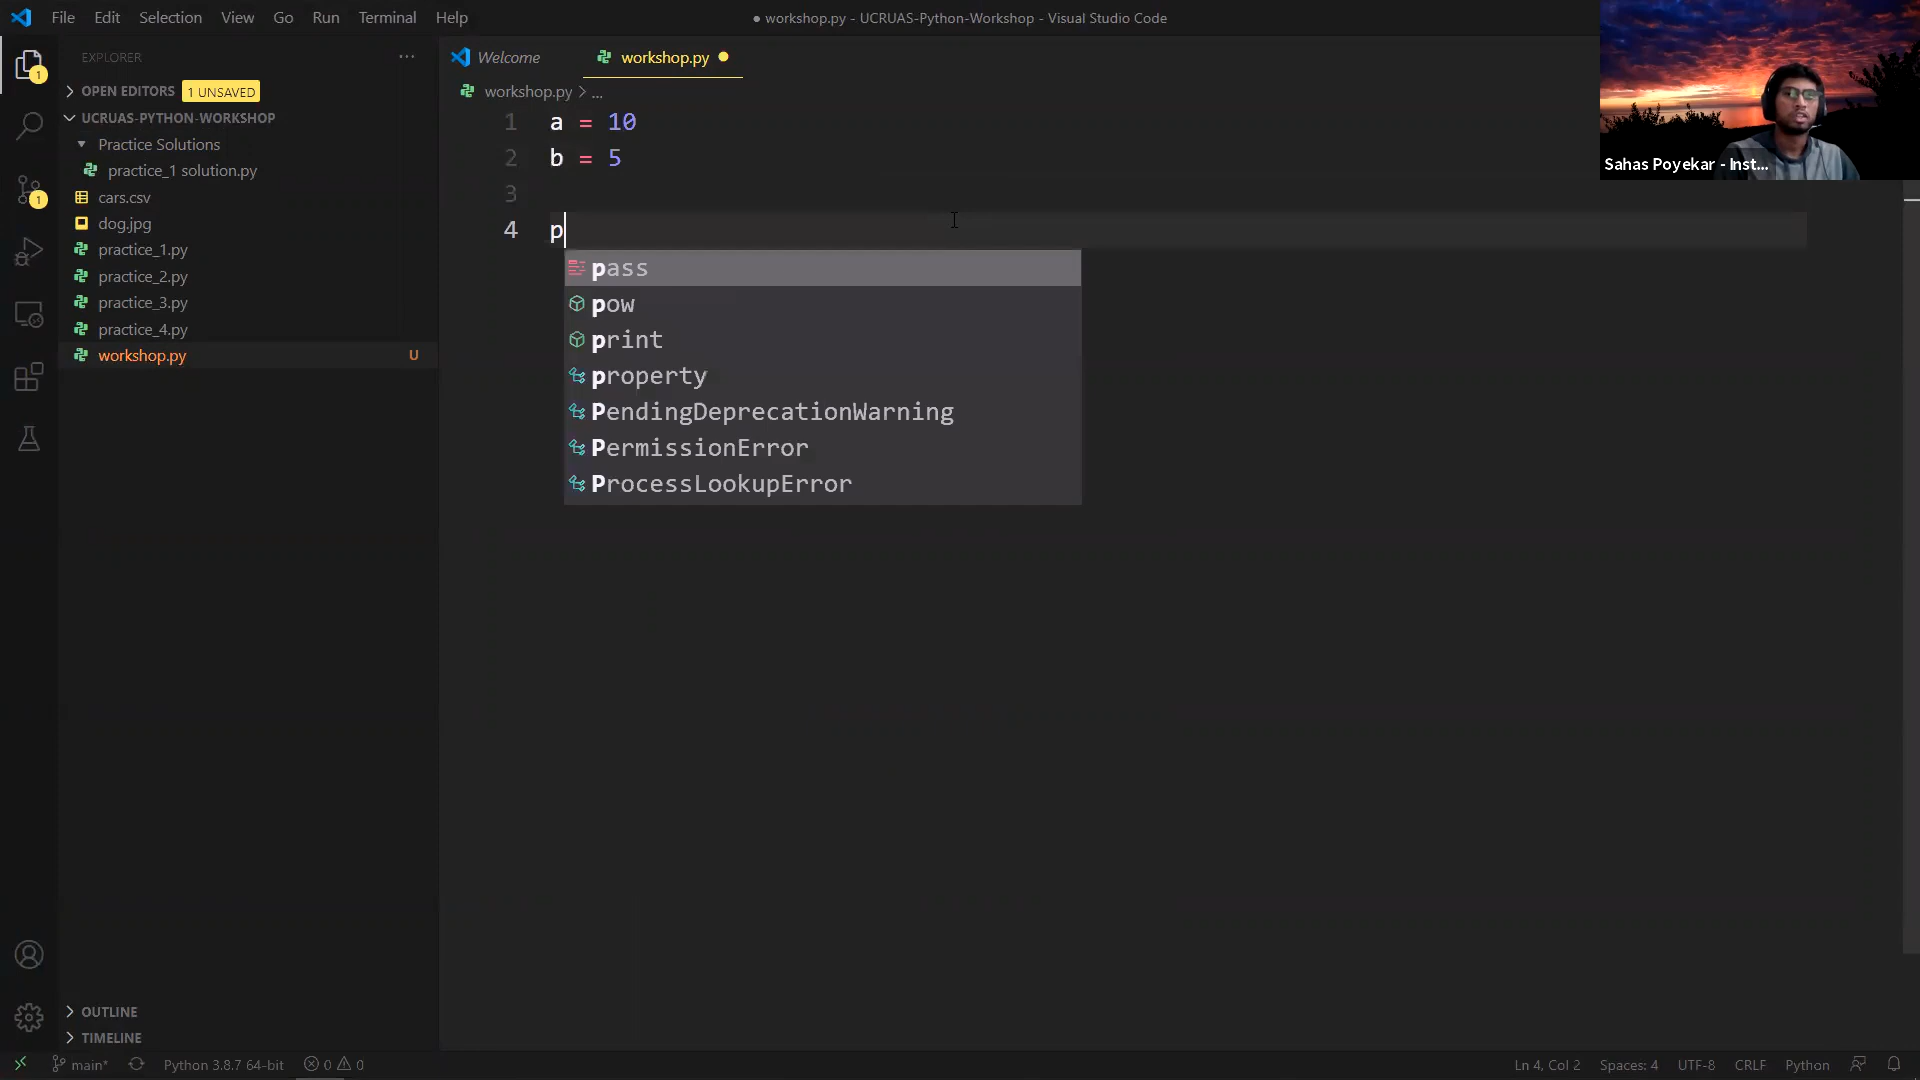 File Edit Selection View Go Run Terminal Help
● workshop.py - UCRUAS-Python-Workshop - Visual Studio Code
EXPLORER ...
OPEN EDITORS 1 UNSAVED
UCRUAS-PYTHON-WORKSHOP
Practice Solutions
practice_1 solution.py
cars.csv
dog.jpg
practice_1.py
practice_2.py
practice_3.py
practice_4.py
workshop.py U
OUTLINE
TIMELINE
1
1
Welcome workshop.py
workshop.py > ...
1 a = 10
2 b = 5
3
4 p
pass
pow
print
property
PendingDeprecationWarning
PermissionError
ProcessLookupError
Sahas Poyekar - Inst...
main* Python 3.8.7 64-bit 0 0 Ln 4, Col 2 Spaces: 4 UTF-8 CRLF Python